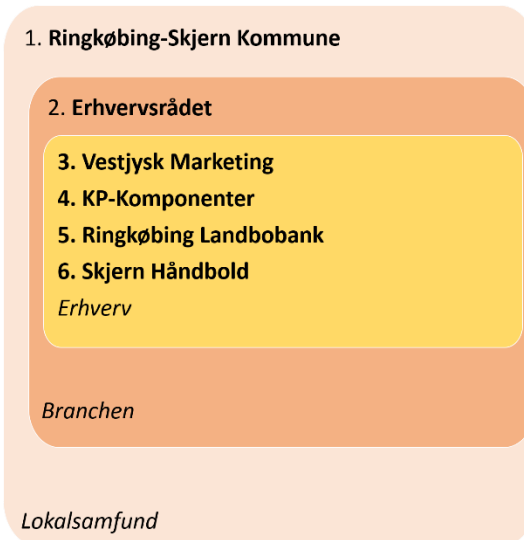 1. Ringkøbing-Skjern Kommune
2. Erhvervsrådet
3. Vestjysk Marketing
4. KP-Komponenter
5. Ringkøbing Landbobank
6. Skjern Håndbold
Erhverv
Branchen
Lokalsamfund